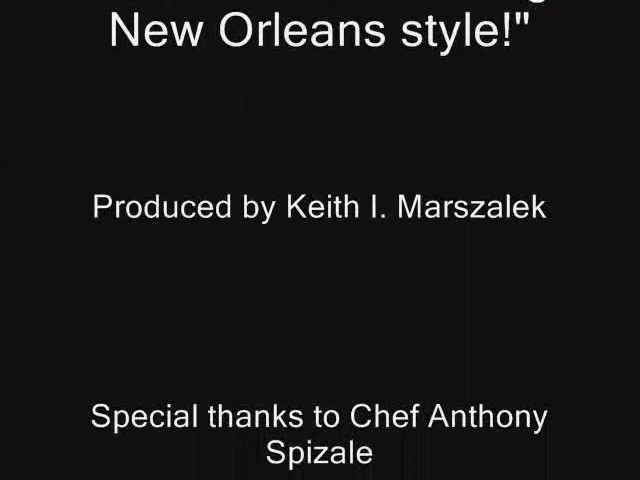 New Orleans style!"
Produced by Keith I. Marszalek
Special thanks to Chef Anthony
Spizale